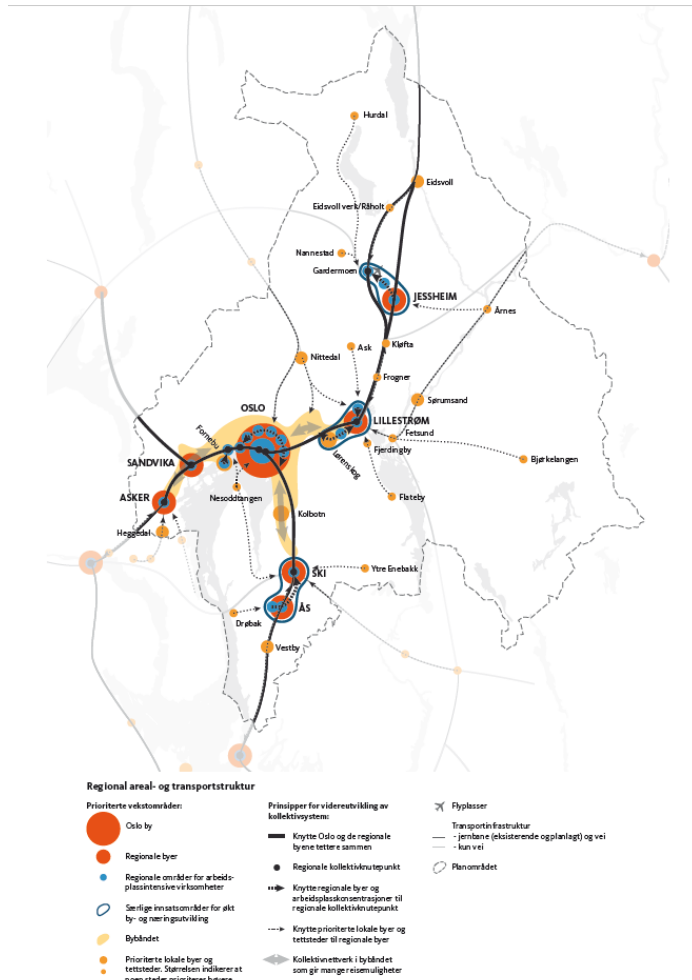 Hurdal
Eidsvoll
Eidsvoll verk/Råholt
Nannestad
Gardermoen
JESSHEIM
Årnes
Kløfta
Ask
Nittedal
Frogner
Sørumsand
OSLO
LILLESTRØM
Fetsund
Fornebu
Lørenskog
Fjerdingby
Bjørkelangen
SANDVIKA
ASKER
Nesoddtangen
Flateby
Kolbotn
Heggedal
SKI
Ytre Enebakk
ÅS
Drøbak
Vestby
Regional areal- og transportstruktur
Prioriterte vekstområder:
Oslo by
Regionale byer
Regionale områder for arbeids-
plassintensive virksomheter
Særlige innsatsområder for økt
by- og næringsutvikling
Bybåndet
Prioriterte lokale byer og
tettsteder. Størrelsen indikerer at
noen steder prioriteres høyere
Prinsipper for videreutvikling av
kollektivsystem:
Knytte Oslo og de regionale
byene tettere sammen
Regionale kollektivknutepunkt
Knytte regionale byer og
arbeidsplasskonsentrasjoner til
regionale kollektivknutepunkt
Knytte prioriterte lokale byer og
tettsteder til regionale byer
Kollektivnettverk i bybåndet
som gir mange reisemuligheter
Flyplasser
Transportinfrastruktur
- jernbane (eksisterende og planlagt) og vei
- kun vei
Planområdet